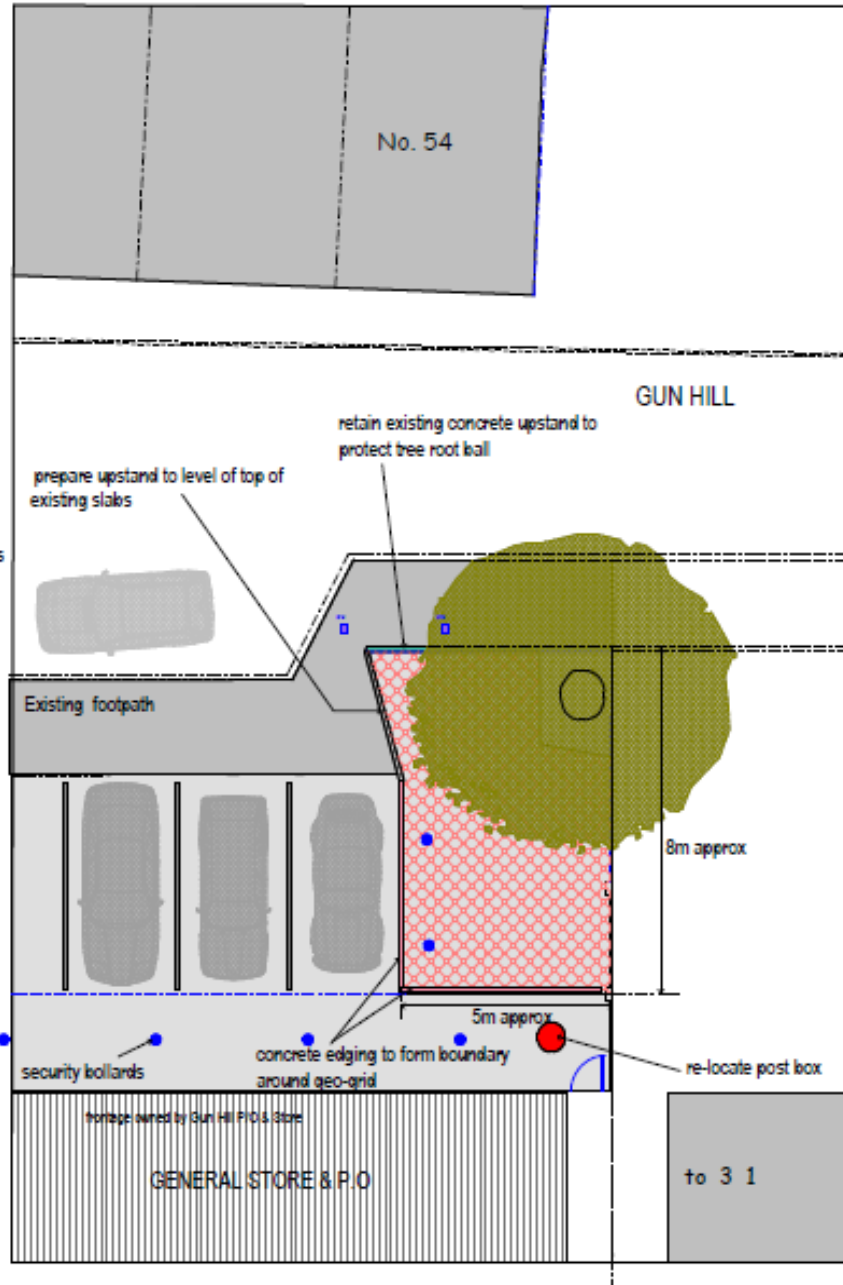 No. 54
GUN HILL
retain existing concrete upstand to
protect tree root ball
prepare upstand to level of top of
existing slabs
s
Existing footpath
8m approx
5m approx
security bollards
concrete edging to form boundary
around geo-grid
re-locate post box
frontage owned by Gun Hill P/O & Store
GENERAL STORE & P.O
to 3 1